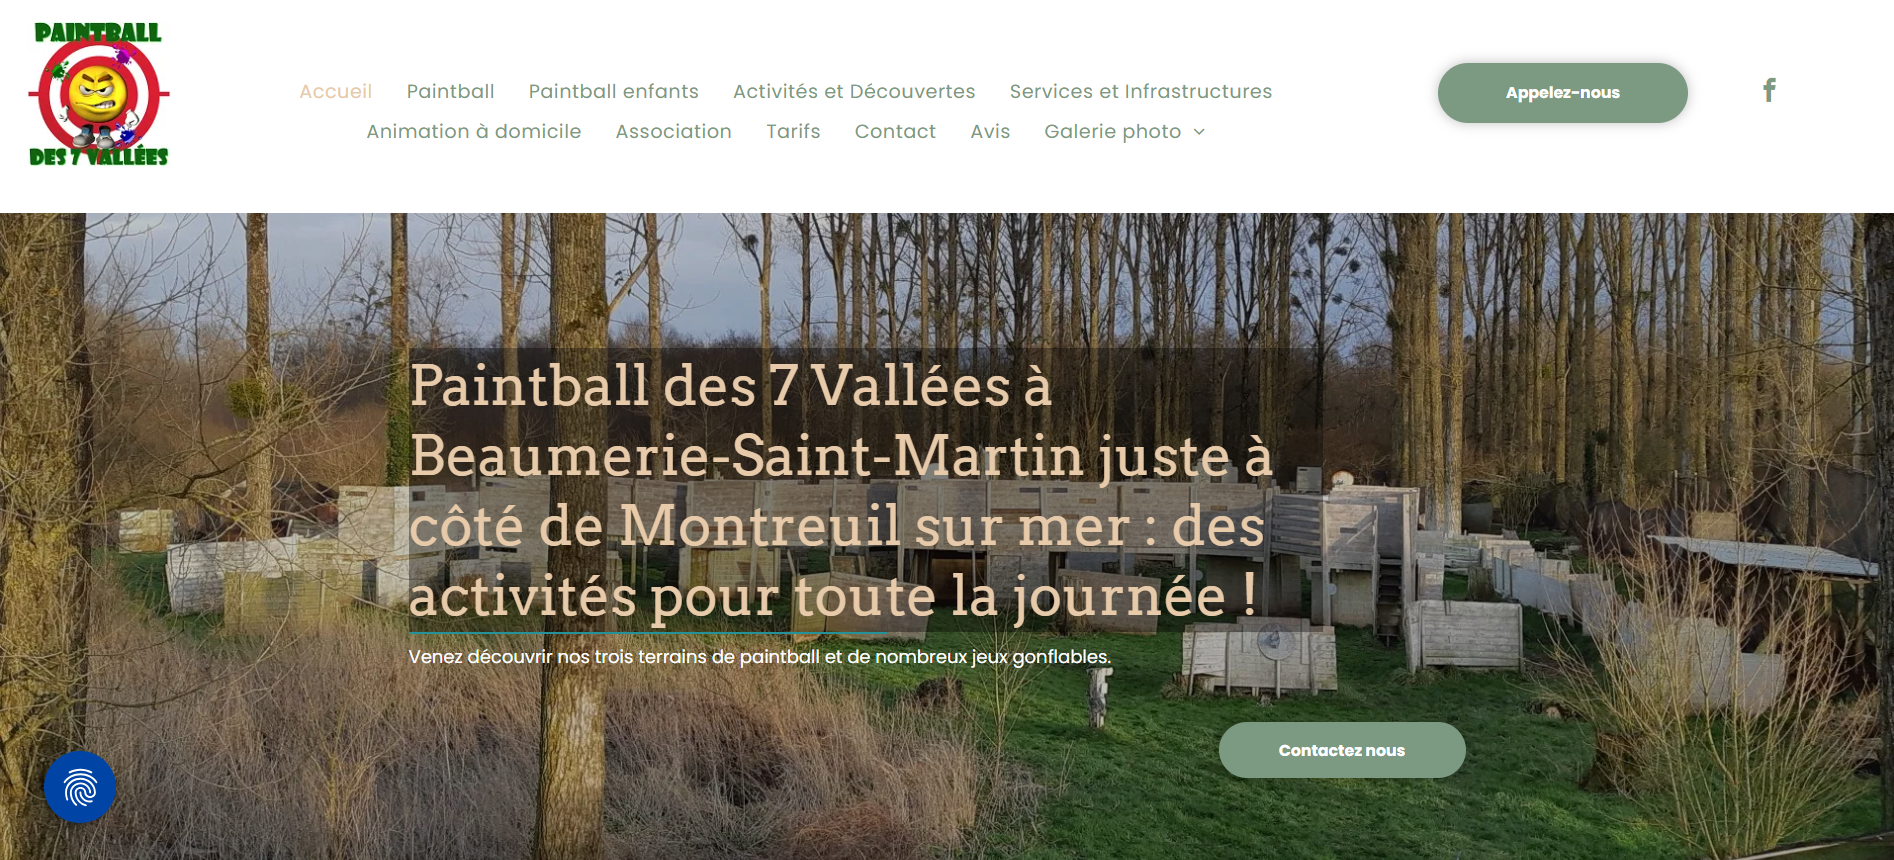 PAINTBALL
DES 7 VALLÉES
Accueil Paintball Paintball enfants Activités et Découvertes Services et Infrastructures
Animation à domicile Association Tarifs Contact Avis Galerie photo
Appelez-nous
Paintball des 7 Vallées à
Beaumerie-Saint-Martin juste à
côté de Montreuil sur mer : des
activités pour toute la journée !
Venez découvrir nos trois terrains de paintball et de nombreux jeux gonflables.
Contactez nous